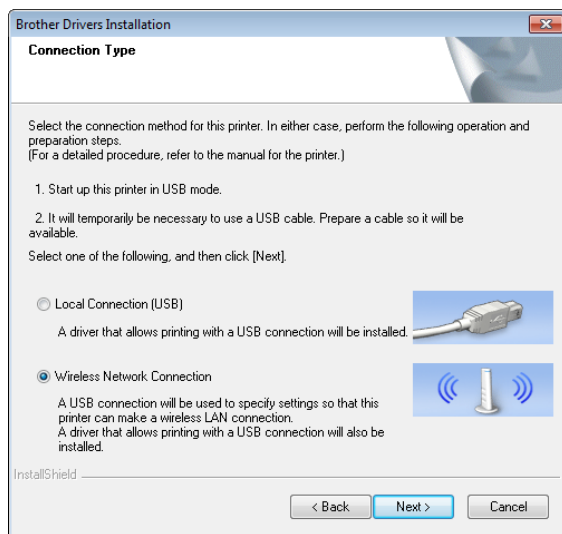 Brother Drivers Installation
Connection Type
Select the connection method for this printer. In either case, perform the following operation and
preparation steps.
(For a detailed procedure, refer to the manual for the printer.)
1. Start up this printer in USB mode.
2. It will temporarily be necessary to use a USB cable. Prepare a cable so it will be
available.
Select one of the following, and then click [Next].
Local Connection (USB)
A driver that allows printing with a USB connection will be installed.
Wireless Network Connection
A USB connection will be used to specify settings so that this
printer can make a wireless LAN connection.
A driver that allows printing with a USB connection will also be
installed.
InstallShield
< Back Next > Cancel